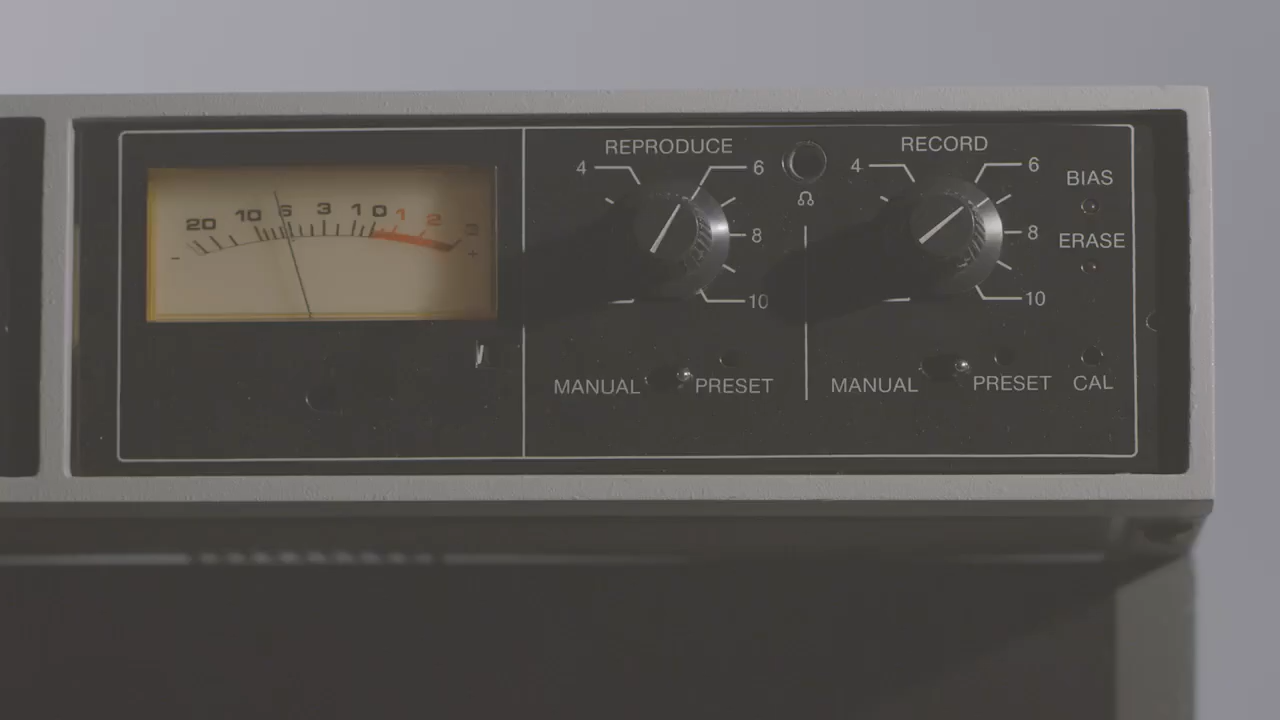 REPRODUCE
4 6
8
10
MANUAL PRESET
RECORD
4 6
8
10
MANUAL PRESET
BIAS
ERASE
CAL
20 10 6 3 1 0 1 2 3
- +